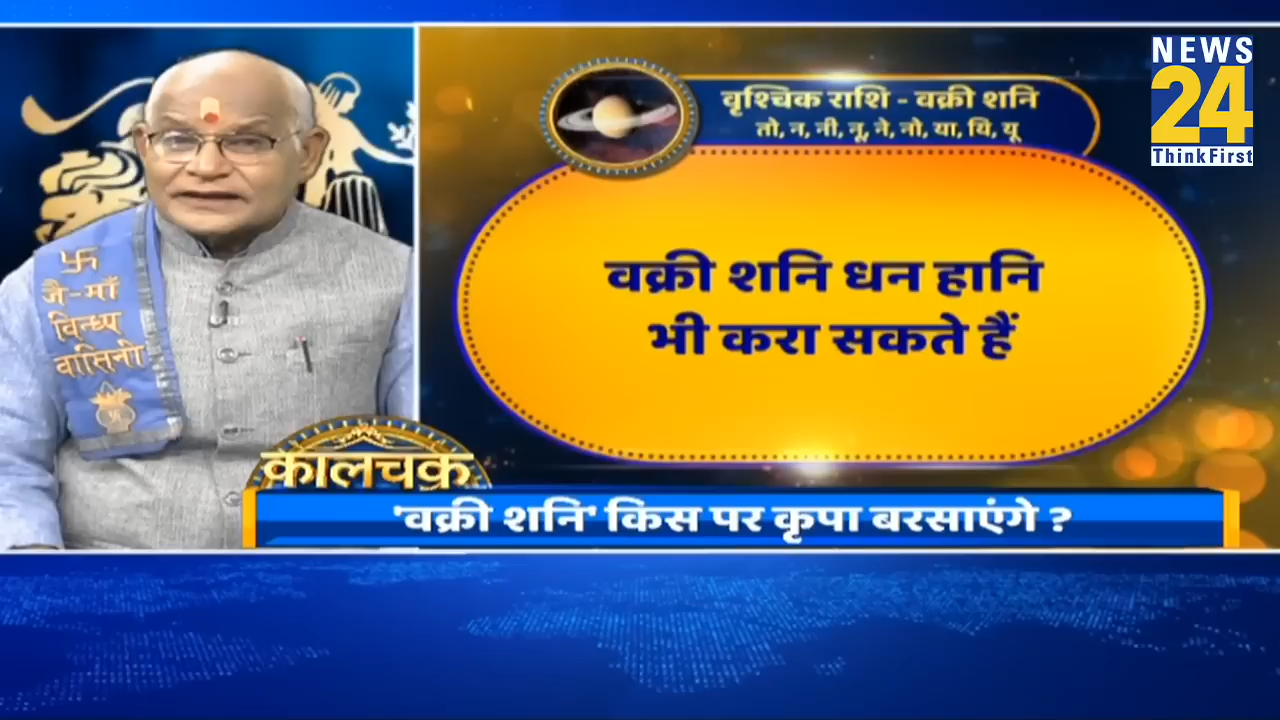 NEWS
24
ThinkFirst
वृश्चिक राशि - वक्री शनि
तो, न, नी, नू, ने, नो, या, यि, यू
वक्री शनि धन हानि
भी करा सकते हैं
जै-माँ
विन्ध्य
वासिनी
कालचक्र
'वक्री शनि' किस पर कृपा बरसाएंगे ?